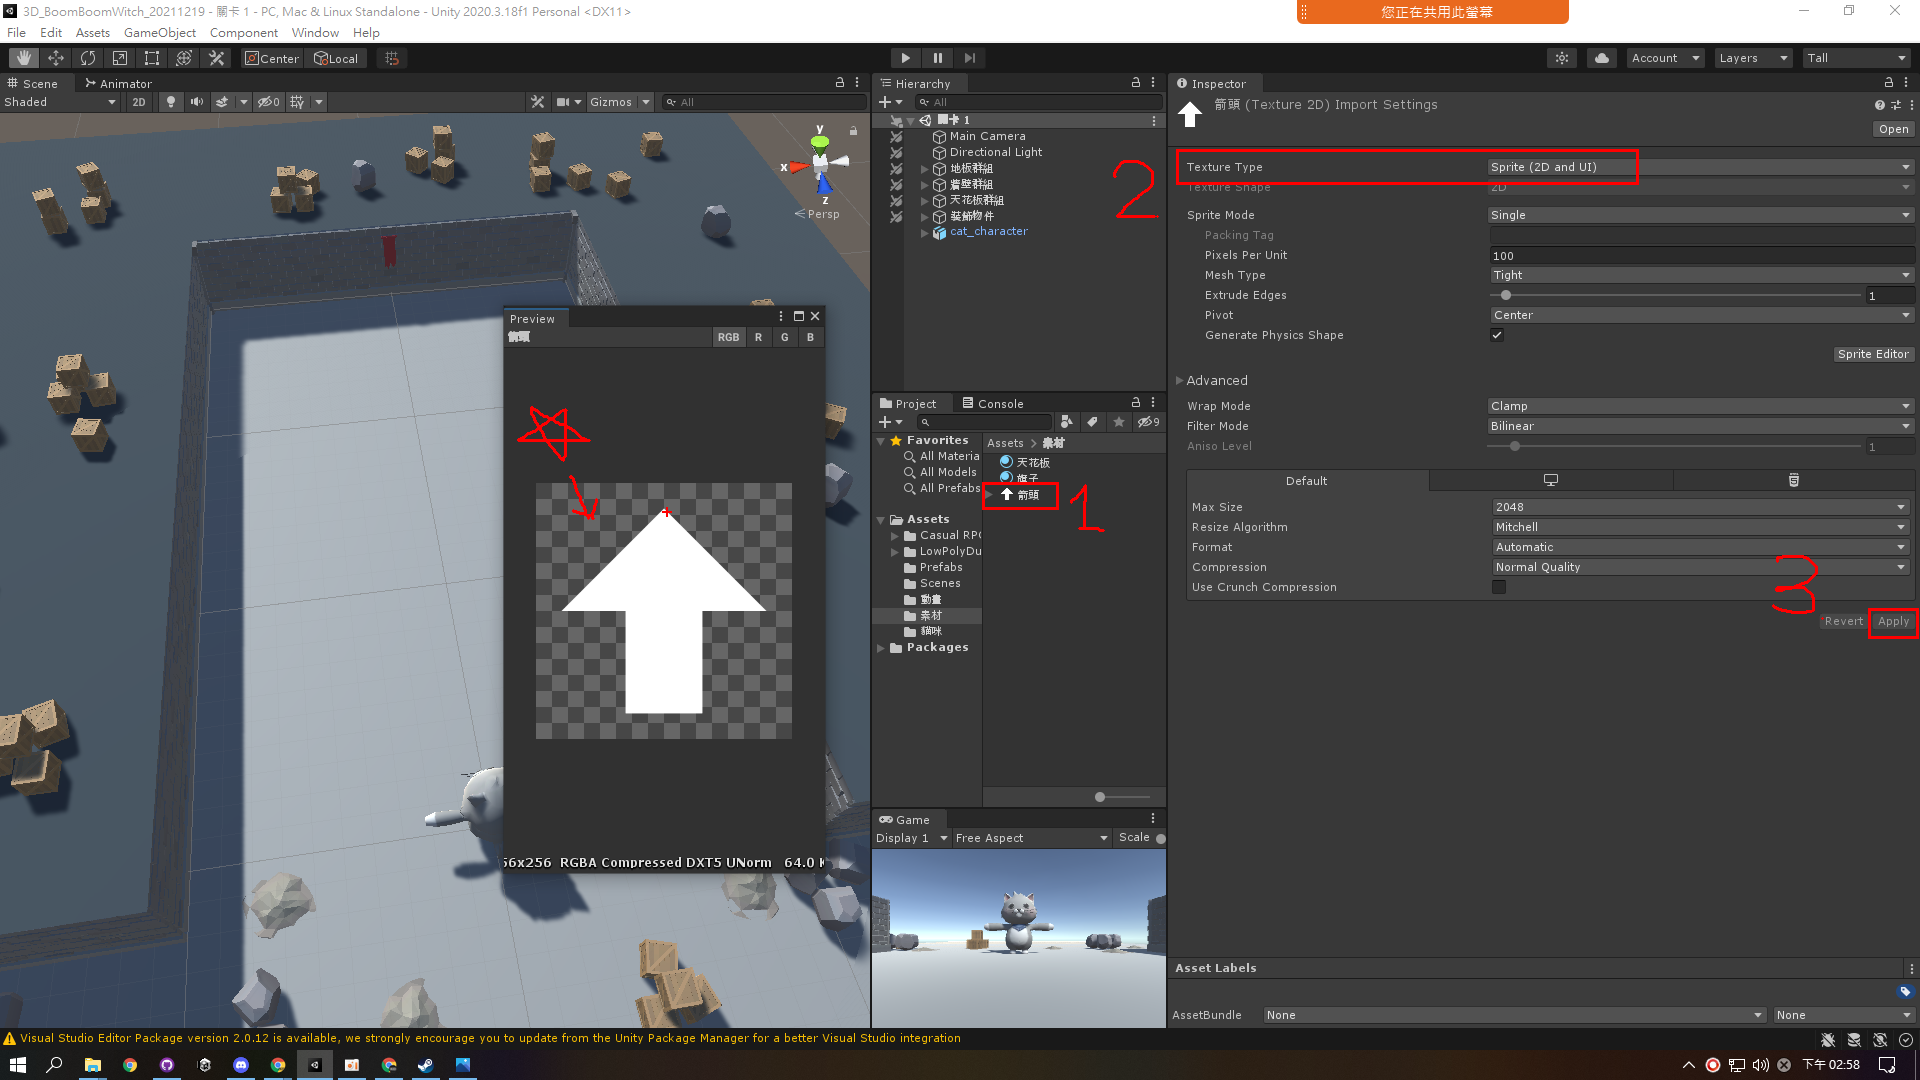 3D_BoomBoomWitch_20211219 - 關卡 1 - PC, Mac & Linux Standalone - Unity 2020.3.18f1 Personal <DX11>
您正在共用此螢幕
File Edit Assets GameObject Component Window Help
Center Local
Account Layers Tall
Scene Animator
Shaded 2D 0 Gizmos All
y
x
z
Persp
Preview
箭頭
RGB R G B
56x256 RGBA Compressed DXT5 UNorm 64.0 K
Hierarchy
All
關卡 1
Main Camera
Directional Light
地板群組
牆壁群組
天花板群組
裝飾物件
cat_character
2
Project Console
9
Favorites
All Materia
All Models
All Prefabs
Assets
Casual RPG
LowPolyDu
Prefabs
Scenes
動畫
素材
貓咪
Packages
Assets > 素材
天花板
旗子
箭頭
1
Game
Display 1 Free Aspect Scale
Inspector
箭頭 (Texture 2D) Import Settings
Open
Texture Type Sprite (2D and UI)
Texture Shape 2D
Sprite Mode Single
Packing Tag
Pixels Per Unit 100
Mesh Type Tight
Extrude Edges 1
Pivot Center
Generate Physics Shape
Sprite Editor
Advanced
Wrap Mode Clamp
Filter Mode Bilinear
Aniso Level 1
Default
Max Size 2048
Resize Algorithm Mitchell
Format Automatic
Compression Normal Quality
Use Crunch Compression
3
Revert Apply
Asset Labels
AssetBundle None None
Visual Studio Editor Package version 2.0.12 is available, we strongly encourage you to update from the Unity Package Manager for a better Visual Studio integration
下午 02:58